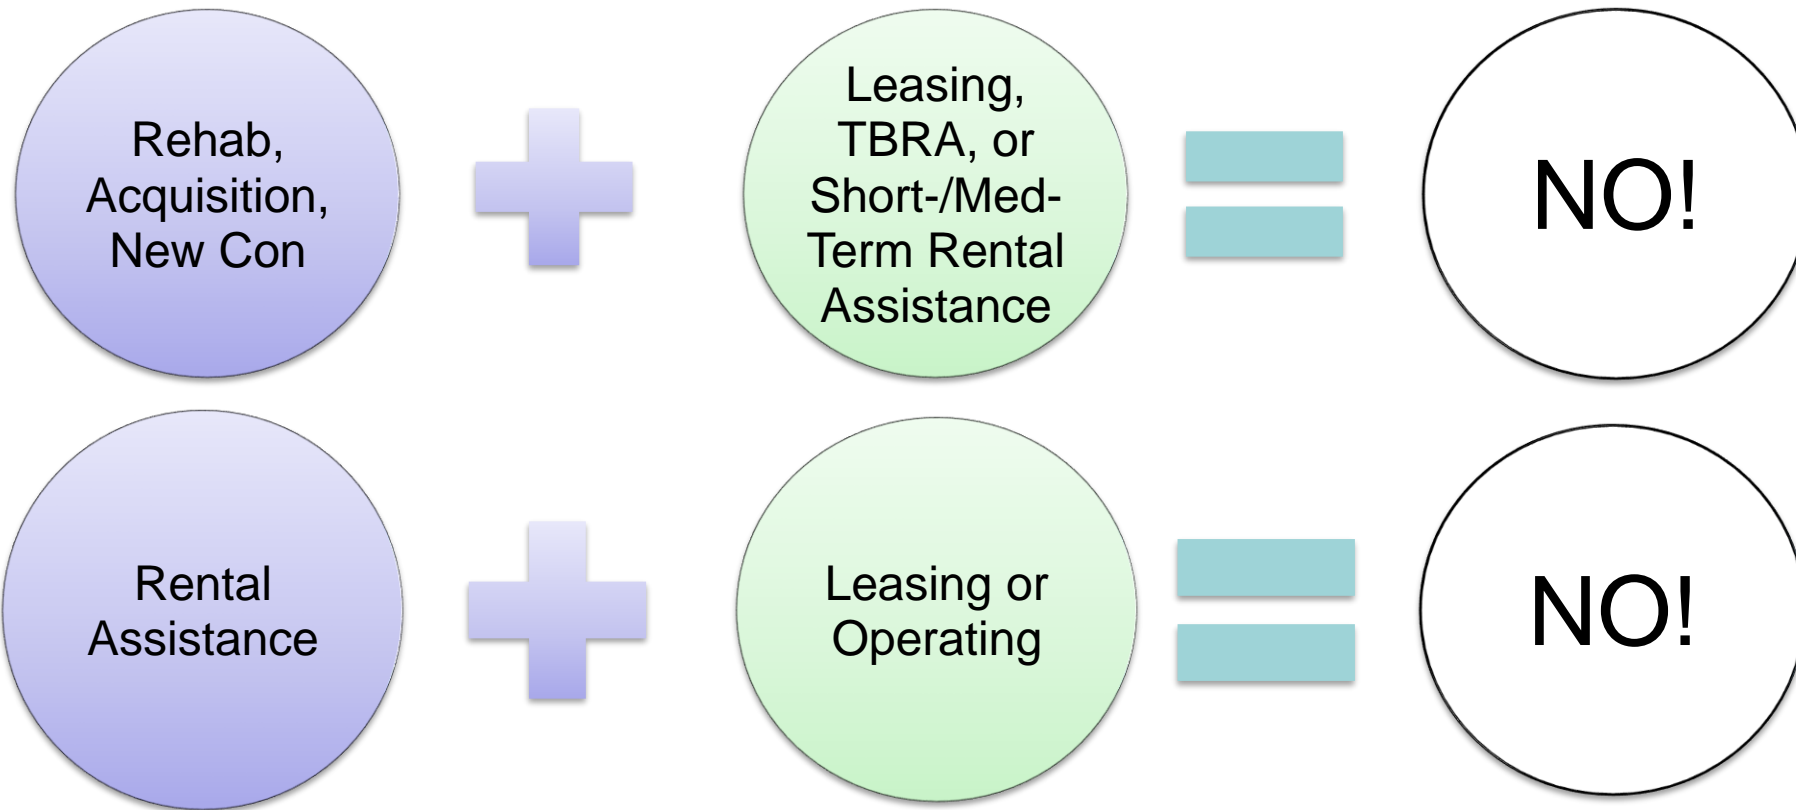 Rehab,
Acquisition,
New Con
Leasing,
TBRA, or
Short-/Med-
Term Rental
Assistance
NO!
Rental
Assistance
Leasing or
Operating
NO!